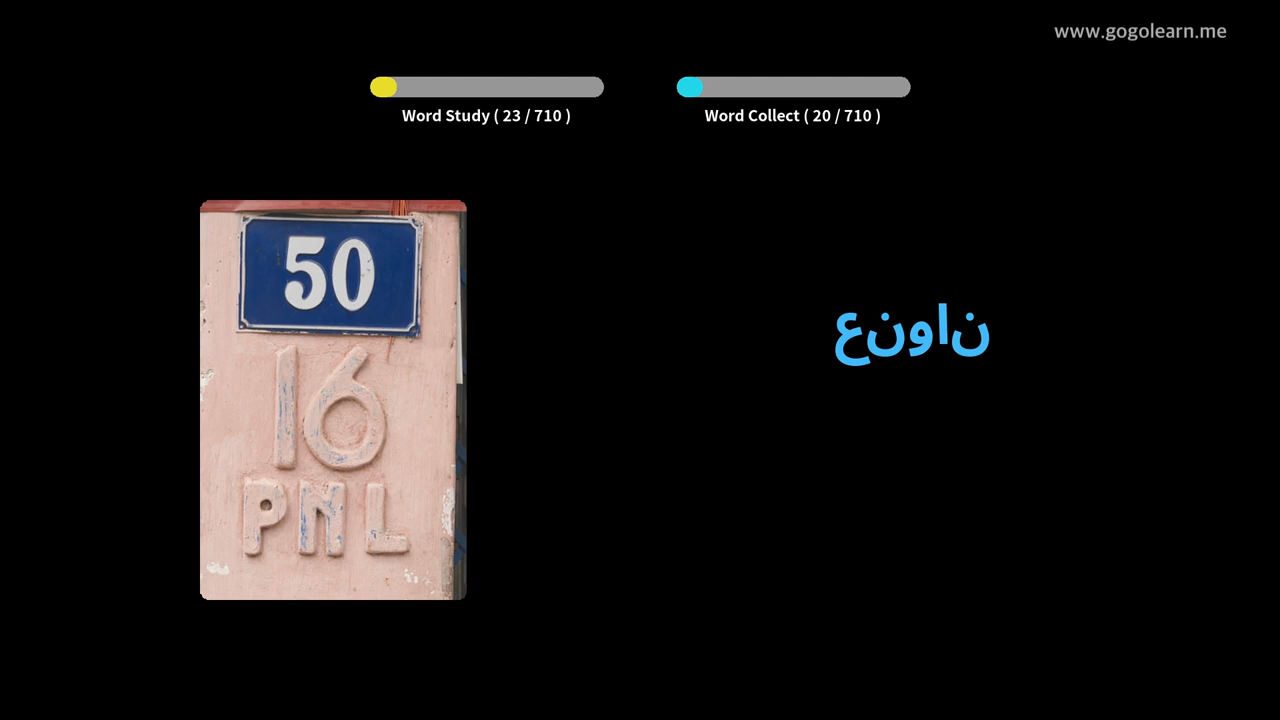 www.gogolearn.me
Word Study ( 23 / 710 )
Word Collect ( 20 / 710 )
50
16
PML
عنوان